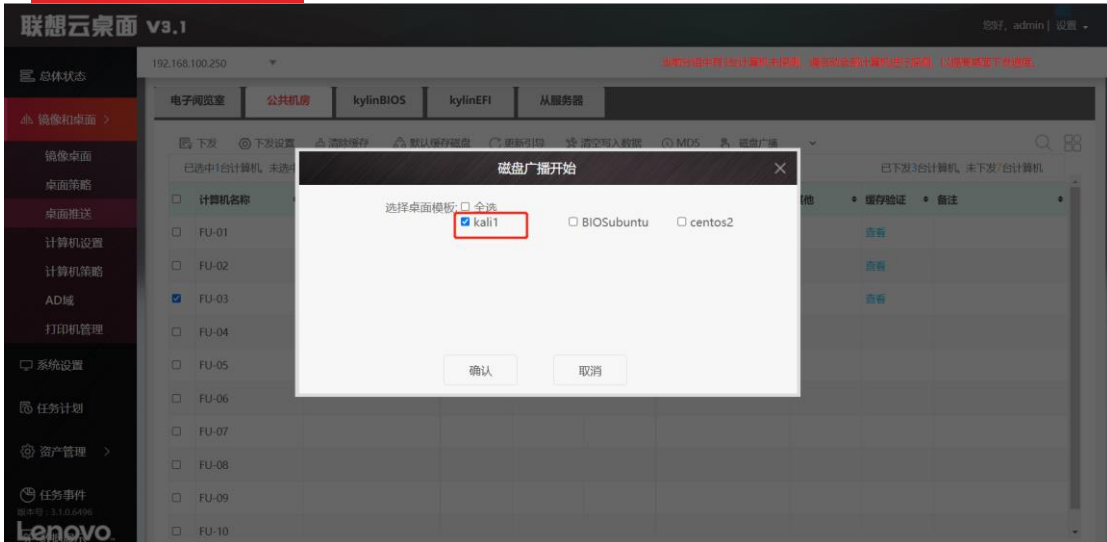 联想云桌面 V3.1
您好，admin | 设置
总体状态
192.168.100.250
电子阅览室 公共机房 kylinBIOS kylinEFI 从服务器
镜像和桌面 >
下发 下发设置 清除缓存 默认缓存磁盘 更新引导 清空写入数据 MD5 磁盘广播
镜像桌面
已选中1台计算机，未选中
磁盘广播开始
已下发3台计算机，未下发7台计算机
桌面策略
计算机名称
缓存验证 备注
选择桌面模板: 全选
桌面推送
kali1 BIOSubuntu centos2
FU-01 查看
计算机设置
FU-02 查看
计算机策略
AD域
FU-03 查看
打印机管理
FU-04
系统设置
FU-05
确认 取消
任务计划
FU-06
FU-07
资产管理 >
FU-08
任务事件
FU-09
版本号：3.1.0.6496
Lenovo
FU-10